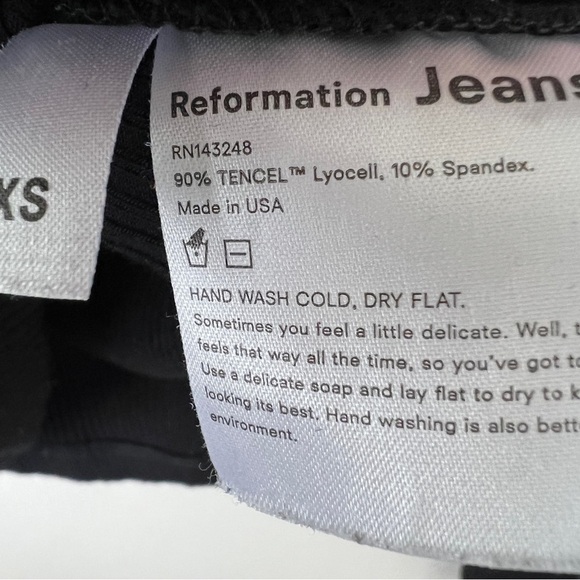 XS
Reformation Jeans
RN143248
90% TENCEL™ Lyocell, 10% Spandex.
Made in USA
HAND WASH COLD, DRY FLAT.
Sometimes you feel a little delicate. Well,
feels that way all the time, so you've got
Use a delicate soap and lay flat to dry to
looking its best. Hand washing is also
environment.